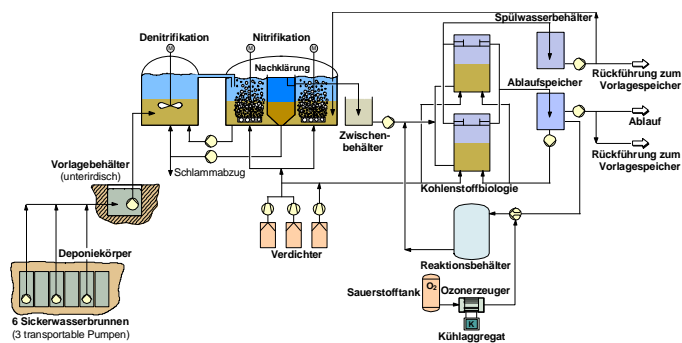 Denitrifikation
Nitrifikation
M
M
M
Nachklärung
Spülwasserbehälter
Rückführung zum
Vorlagespeicher
Ablaufspeicher
Ablauf
Rückführung zum
Vorlagespeicher
Zwischen-
behälter
Kohlenstoffbiologie
Schlammabzug
Vorlagebehälter
(unterirdisch)
Verdichter
Reaktionsbehälter
Deponiekörper
Sauerstofftank
O2
Ozonerzeuger
K
Kühlaggregat
6 Sickerwasserbrunnen
(3 transportable Pumpen)